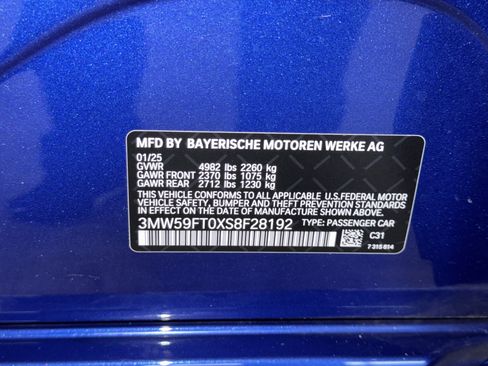 MFD BY BAYERISCHE MOTOREN WERKE AG
01/25
GVWR 4982 lbs 2260 kg
GAWR FRONT 2370 lbs 1075 kg
GAWR REAR 2712 lbs 1230 kg
THIS VEHICLE CONFORMS TO ALL APPLICABLE U.S.FEDERAL MOTOR
VEHICLE SAFETY, BUMPER, AND THEFT PREVENTION STANDARDS
IN EFFECT ON THE DATE OF MANUFACTURE SHOWN ABOVE.
3MW59FT0XS8F28192 TYPE: PASSENGER CAR
C31
7 315 814